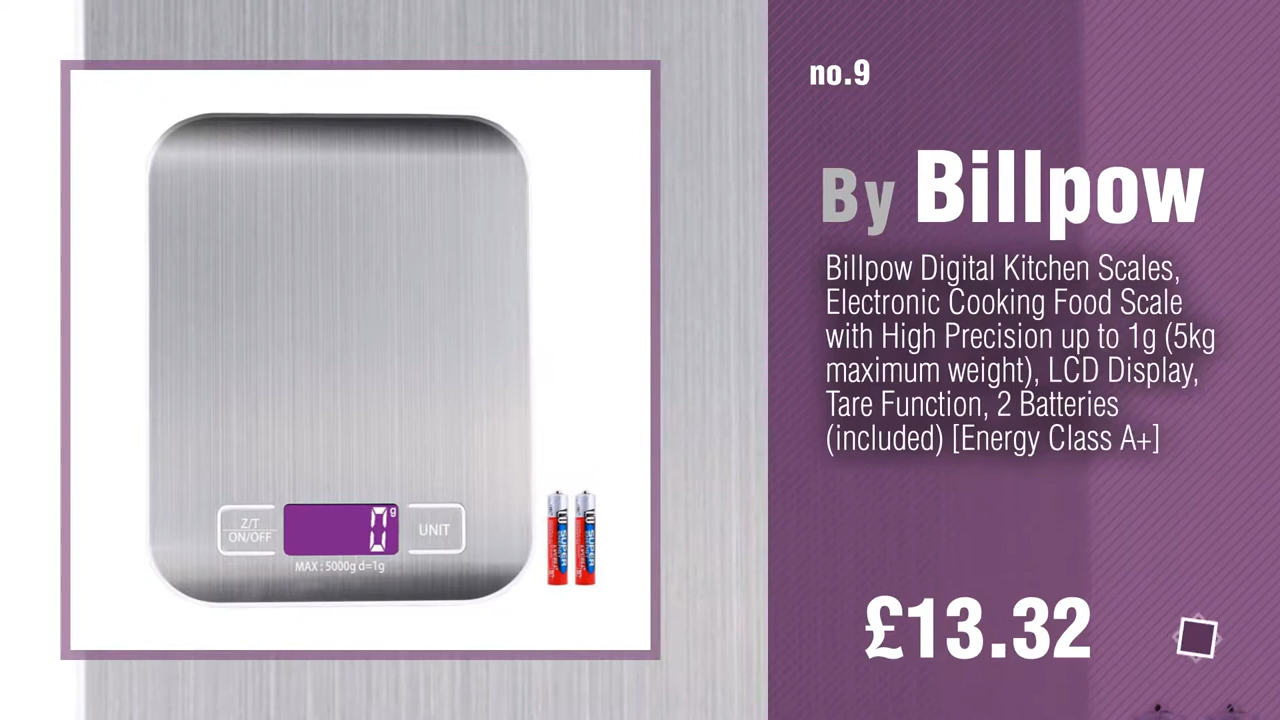 no.9
By Billpow
Billpow Digital Kitchen Scales,
Electronic Cooking Food Scale
with High Precision up to 1g (5kg
maximum weight), LCD Display,
Tare Function, 2 Batteries
(included) [Energy Class A+]
£13.32
Z/T
ON/OFF
0 g
UNIT
MAX : 5000g d=1g
SUPER